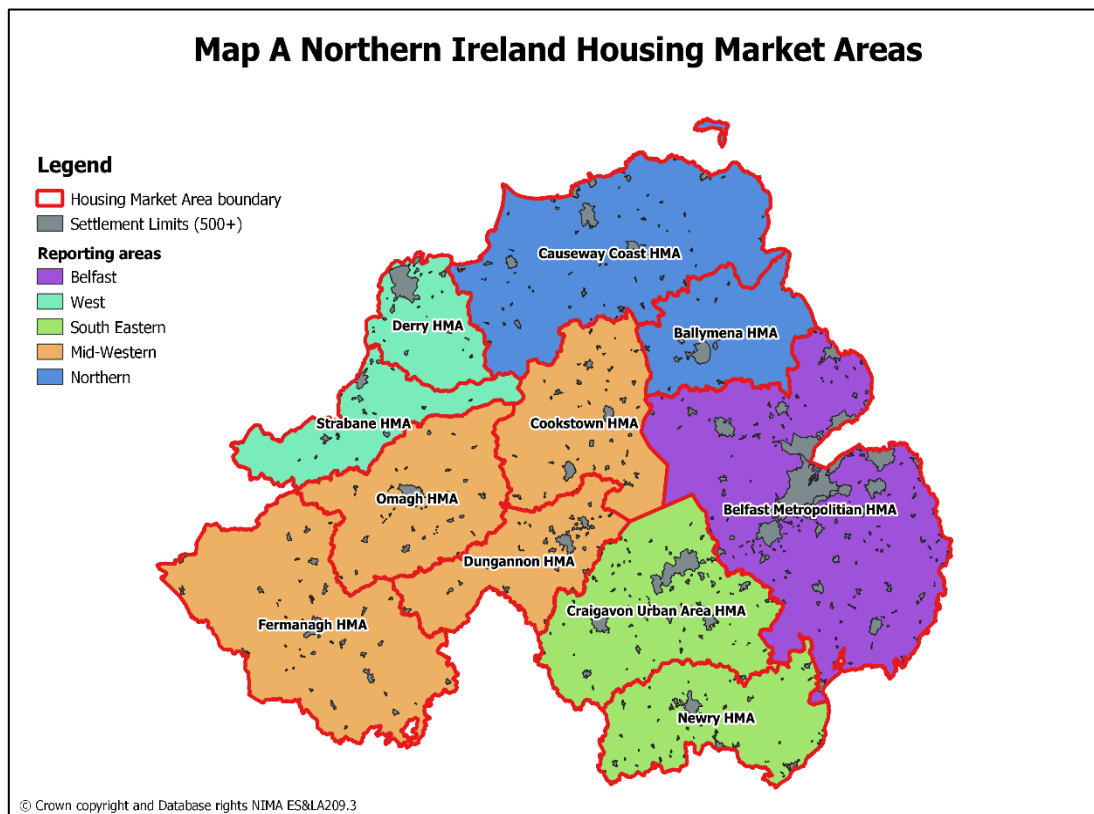 Map A Northern Ireland Housing Market Areas
Legend
Housing Market Area boundary
Settlement Limits (500+)
Reporting areas
Belfast
West
South Eastern
Mid-Western
Northern
Causeway Coast HMA
Derry HMA
Ballymena HMA
Strabane HMA
Cookstown HMA
Omagh HMA
Belfast Metropolitian HMA
Dungannon HMA
Craigavon Urban Area HMA
Fermanagh HMA
Newry HMA
© Crown copyright and Database rights NIMA ES&LA209.3